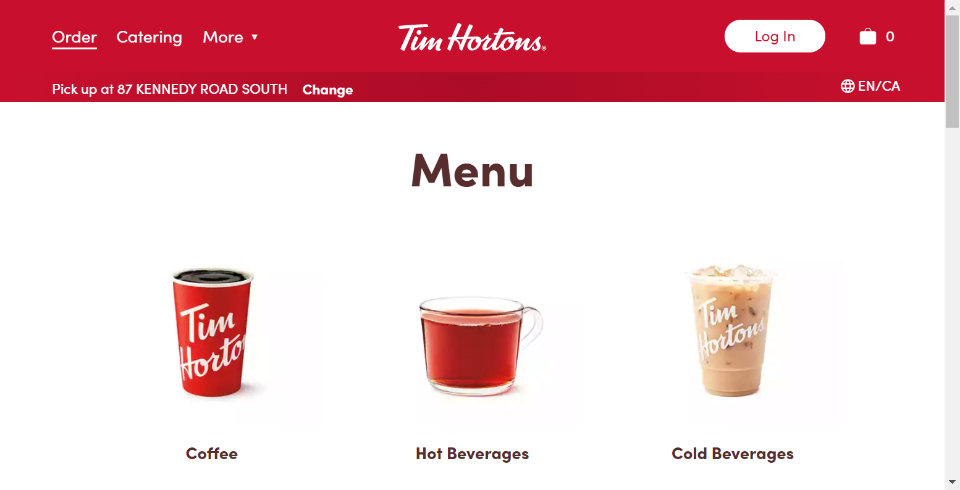 Order Catering More ▼ Tim Hortons® Log In 0
Pick up at 87 KENNEDY ROAD SOUTH Change EN/CA
Menu
Tim
Hortons
Tim
Hortons
Coffee Hot Beverages Cold Beverages